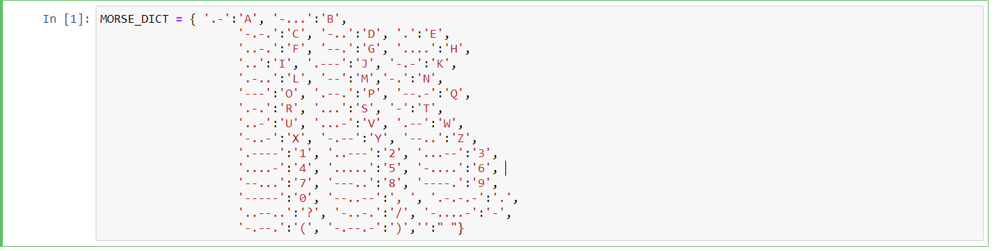 In [1]: MORSE_DICT = { '.-':'A', '-...':'B',
'-.-.':'C', '-..':'D', '.':'E',
'..-.':'F', '--.':'G', '....':'H',
'..':'I', '.---':'J', '-.-':'K',
'.-..':'L', '--':'M','-.':'N',
'---':'O', '.--.':'P', '--.-':'Q',
'.-.':'R', '...':'S', '-':'T',
'..-':'U', '...-':'V', '.--':'W',
'-..-':'X', '-.--':'Y', '--..':'Z',
'.----':'1', '..---':'2', '...--':'3',
'....-':'4', '.....':'5', '-....':'6',
'--...':'7', '---..':'8', '----.':'9',
'-----':'0', '--..--':', ', '.-.-.-':'.',
'..--..':'?', '-..-.':'/', '-....-':'-',
'-.--.':'(', '-.--.-':')','':" "}